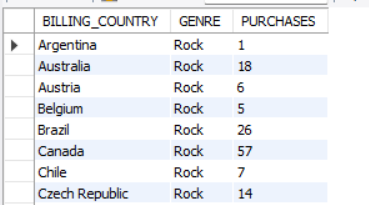 BILLING_COUNTRY GENRE PURCHASES
Argentina Rock 1
Australia Rock 18
Austria Rock 6
Belgium Rock 5
Brazil Rock 26
Canada Rock 57
Chile Rock 7
Czech Republic Rock 14